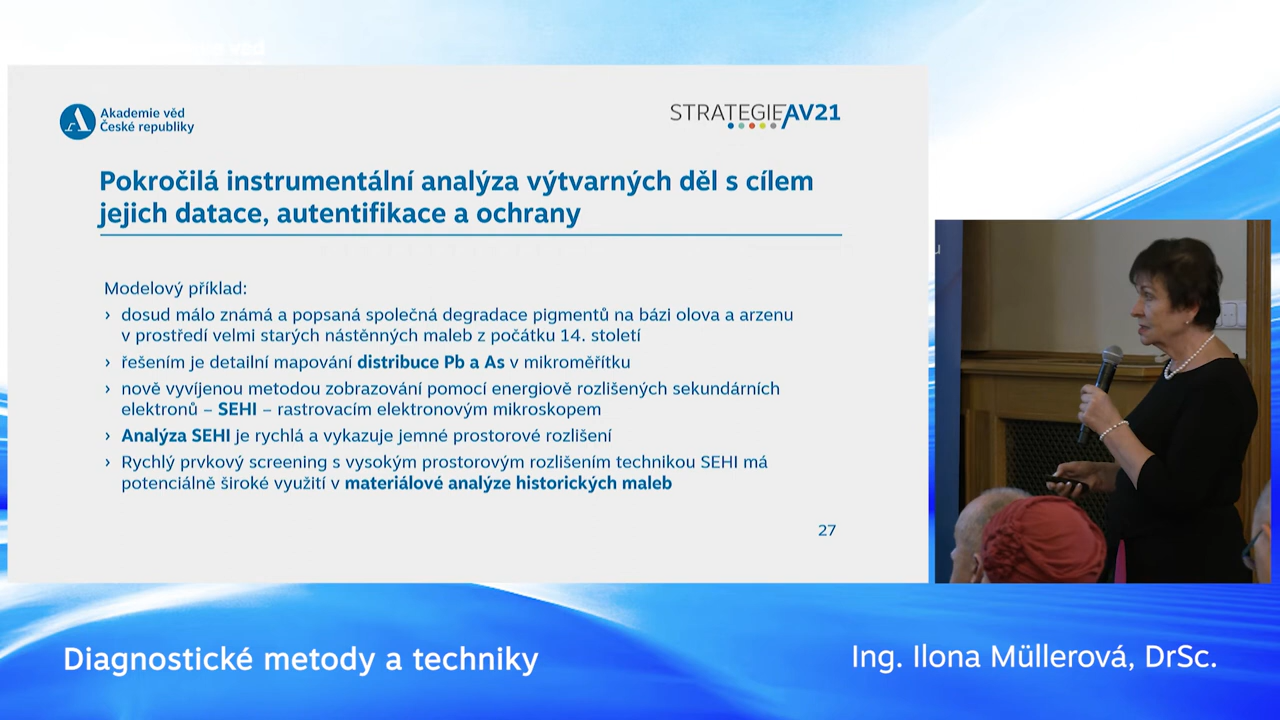 Akademie věd
České republiky
STRATEGIE/AV21
Pokročilá instrumentální analýza výtvarných děl s cílem
jejich datace, autentifikace a ochrany
Modelový příklad:
› dosud málo známá a popsaná společná degradace pigmentů na bázi olova a arzenu
v prostředí velmi starých nástěnných maleb z počátku 14. století
› řešením je detailní mapování distribuce Pb a As v mikroměřítku
› nově vyvíjenou metodou zobrazování pomocí energiově rozlišených sekundárních
elektronů – SEHI – rastrovacím elektronovým mikroskopem
› Analýza SEHI je rychlá a vykazuje jemné prostorové rozlišení
› Rychlý prvkový screening s vysokým prostorovým rozlišením technikou SEHI má
potenciálně široké využití v materiálové analýze historických maleb
27
Diagnostické metody a techniky
Ing. Ilona Müllerová, DrSc.